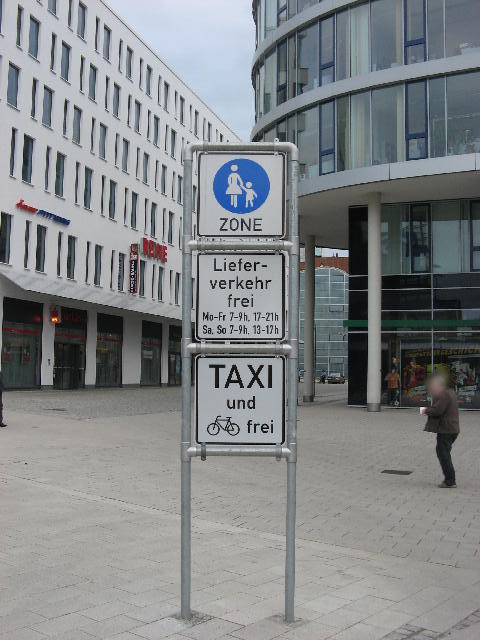 ZONE
Liefer-
verkehr
frei
Mo-Fr 7-9h, 17-21h
Sa, So 7-9h, 13-17h
TAXI
und
frei
REWE